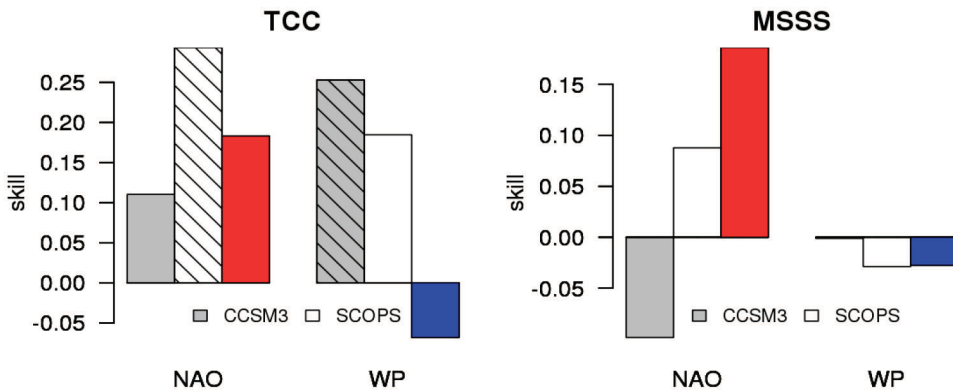 TCC
skill
0.25
0.20
0.15
0.10
0.05
0.00
-0.05
CCSM3 SCOPS
NAO WP
MSSS
skill
0.15
0.10
0.05
0.00
-0.05
CCSM3 SCOPS
NAO WP